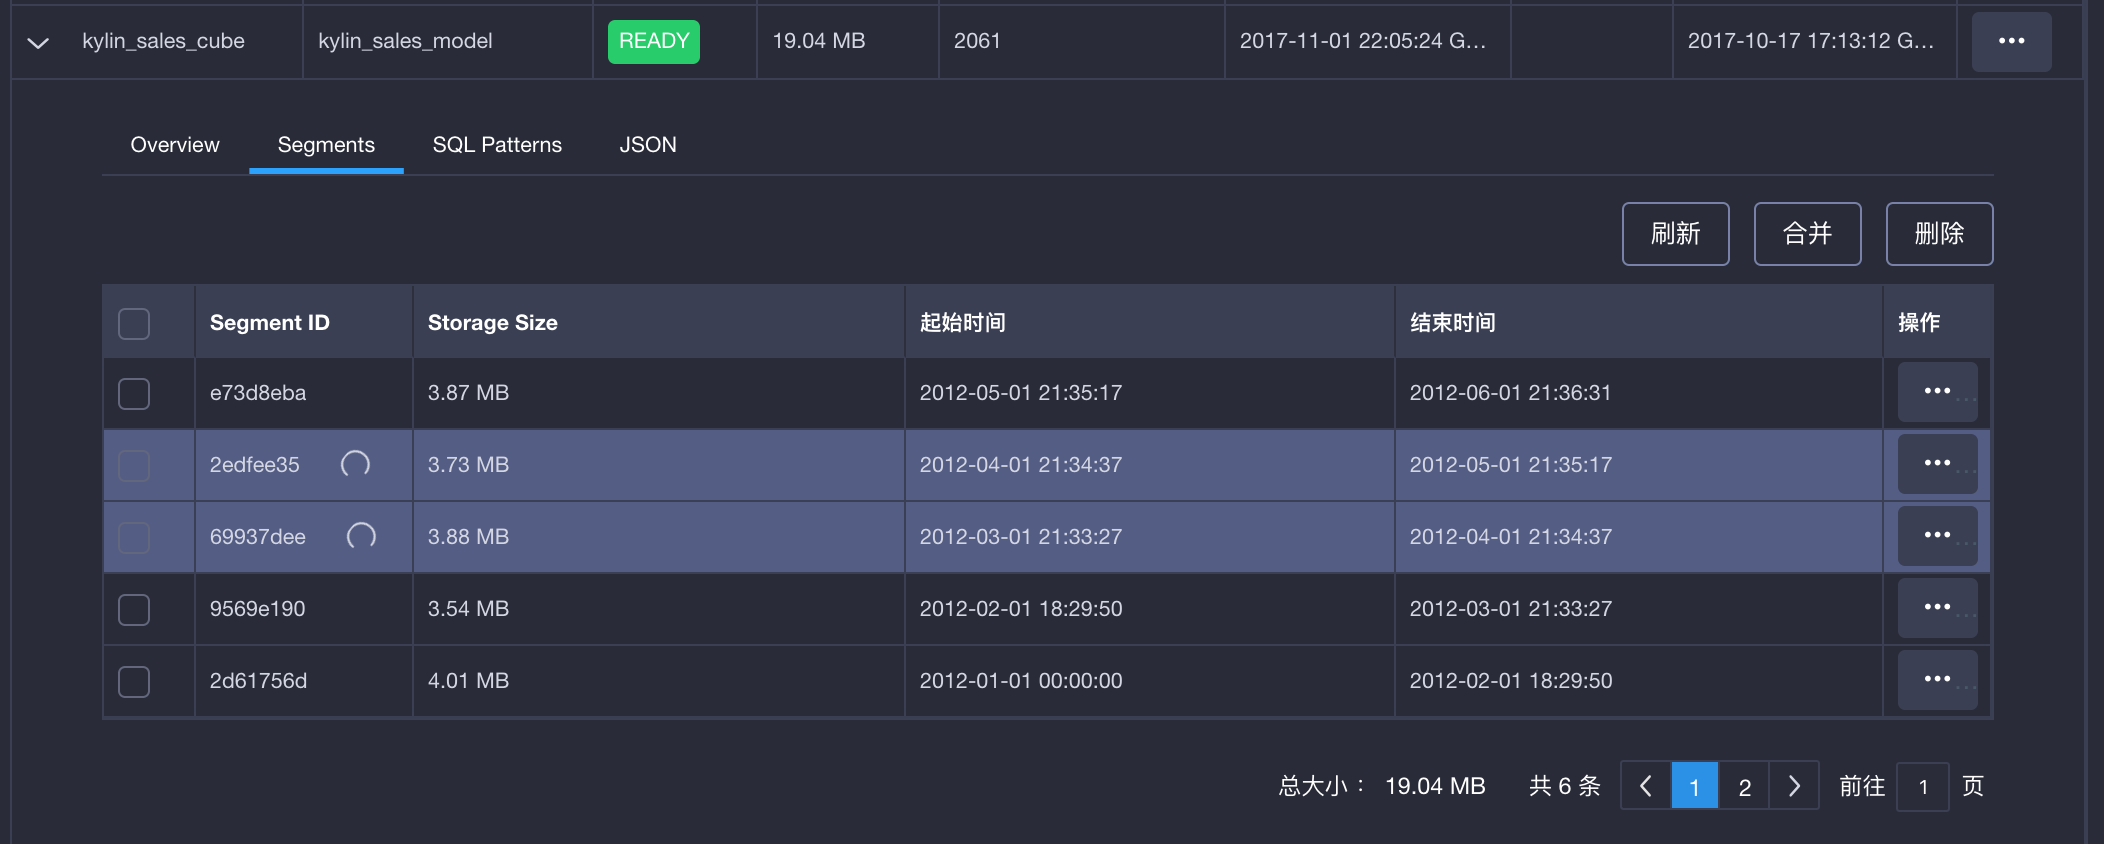 kylin_sales_cube kylin_sales_model READY 19.04 MB 2061 2017-11-01 22:05:24 G... 2017-10-17 17:13:12 G... •••
Overview Segments SQL Patterns JSON
刷新 合并 删除
Segment ID Storage Size 起始时间 结束时间 操作
e73d8eba 3.87 MB 2012-05-01 21:35:17 2012-06-01 21:36:31 •••
2edfee35 3.73 MB 2012-04-01 21:34:37 2012-05-01 21:35:17 •••
69937dee 3.88 MB 2012-03-01 21:33:27 2012-04-01 21:34:37 •••
9569e190 3.54 MB 2012-02-01 18:29:50 2012-03-01 21:33:27 •••
2d61756d 4.01 MB 2012-01-01 00:00:00 2012-02-01 18:29:50 •••
总大小： 19.04 MB 共 6 条 < 1 2 > 前往 1 页